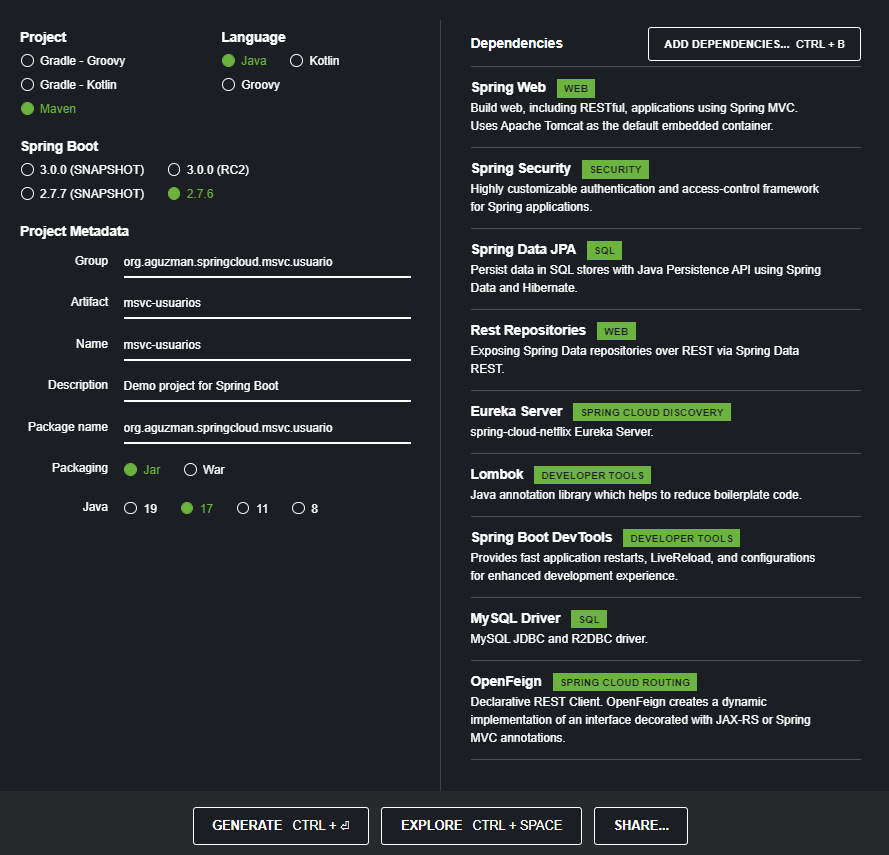 Project
Gradle - Groovy
Gradle - Kotlin
Maven
Language
Java
Kotlin
Groovy
Spring Boot
3.0.0 (SNAPSHOT)
3.0.0 (RC2)
2.7.7 (SNAPSHOT)
2.7.6
Project Metadata
Group org.aguzman.springcloud.msvc.usuario
Artifact msvc-usuarios
Name msvc-usuarios
Description Demo project for Spring Boot
Package name org.aguzman.springcloud.msvc.usuario
Packaging Jar War
Java 19 17 11 8
Dependencies
ADD DEPENDENCIES... CTRL + B
Spring Web WEB
Build web, including RESTful, applications using Spring MVC.
Uses Apache Tomcat as the default embedded container.
Spring Security SECURITY
Highly customizable authentication and access-control framework
for Spring applications.
Spring Data JPA SQL
Persist data in SQL stores with Java Persistence API using Spring
Data and Hibernate.
Rest Repositories WEB
Exposing Spring Data repositories over REST via Spring Data
REST.
Eureka Server SPRING CLOUD DISCOVERY
spring-cloud-netflix Eureka Server.
Lombok DEVELOPER TOOLS
Java annotation library which helps to reduce boilerplate code.
Spring Boot DevTools DEVELOPER TOOLS
Provides fast application restarts, LiveReload, and configurations
for enhanced development experience.
MySQL Driver SQL
MySQL JDBC and R2DBC driver.
OpenFeign SPRING CLOUD ROUTING
Declarative REST Client. OpenFeign creates a dynamic
implementation of an interface decorated with JAX-RS or Spring
MVC annotations.
GENERATE CTRL + ⏎
EXPLORE CTRL + SPACE
SHARE...